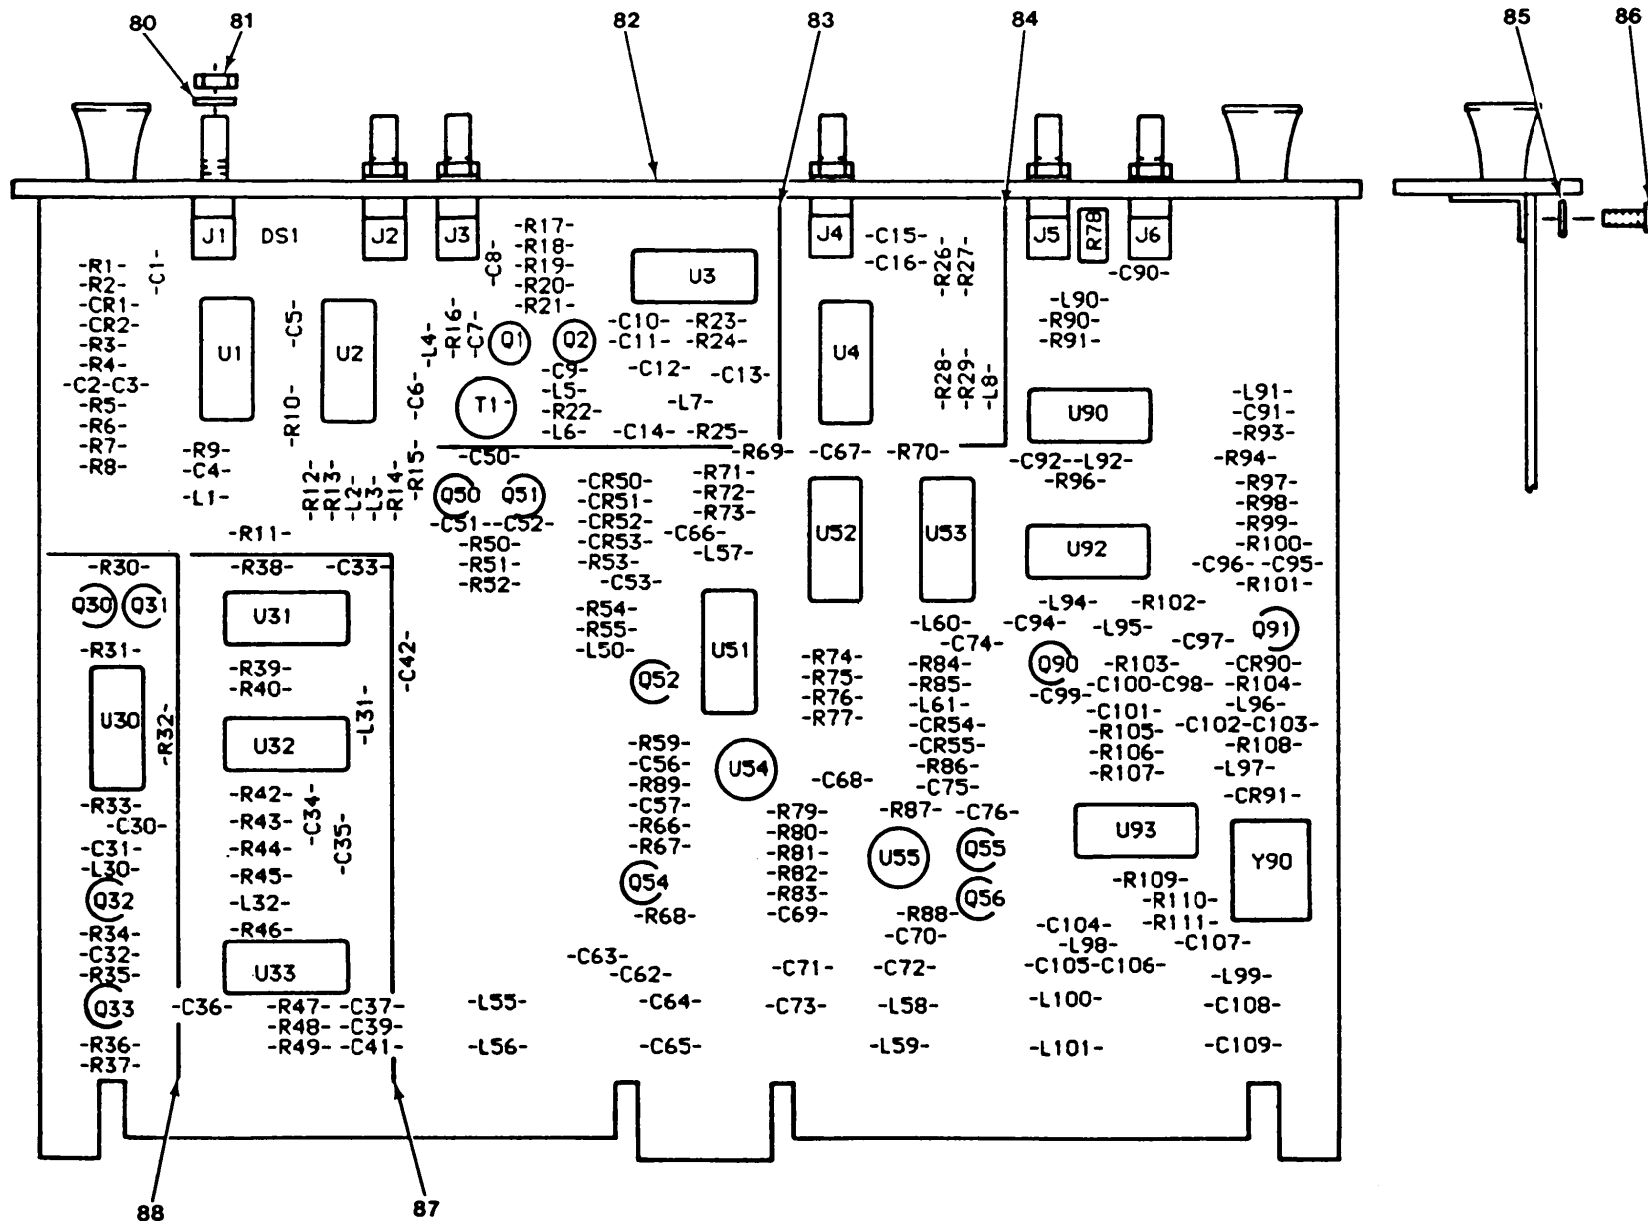 80 81 82 83 84 85 86
J1 DS1 J2 J3 J4 J5 R78 J6
-R1-
-R2-
-CR1-
-CR2-
-R3-
-R4-
-C2-C3-
-R5-
-R6-
-R7-
-R8-
-C1-
U1
-R9-
-C4-
-L1-
-C5-
-R10-
U2
-R12-
-R13-
-L2-
-L3-
-R14-
-R15-
-R11-
-C6-
-L4-
-R16-
-C7-
-C8-
-R17-
-R18-
-R19-
-R20-
-R21-
Q1 Q2
T1-
-C9-
-L5-
-R22-
-L6-
U3
-C10- -R23-
-C11- -R24-
-C12- -C13-
-L7-
-C14- -R25-
-C15-
-C16-
-R26-
-R27-
U4
-R28-
-R29-
-L8-
-C90-
-L90-
-R90-
-R91-
U90
-L91-
-C91-
-R93-
-R94-
-C92--L92-
-R96-
-R97-
-R98-
-R99-
-R100-
-C96- -C95-
-R101-
U92
-R69- -C67- -R70-
-C50-
Q50 Q51
-C51--C52-
-R50-
-R51-
-R52-
-CR50-
-CR51-
-CR52-
-CR53-
-R53-
-C53-
-R71-
-R72-
-R73-
-C66-
-L57-
U52 U53
-R54-
-R55-
-L50-
Q52
U51
-R30- -R38- -C33-
Q30 Q31
-R31-
U30
-R32-
-R33-
-C30-
-C31-
-L30-
Q32
-R34-
-C32-
-R35-
Q33
-R36-
-R37-
U31
-R39-
-R40-
U32
-L31-
-C42-
-R42-
-R43-
-R44-
-R45-
-L32-
-R46-
-C34-
-C35-
U33
-C36- -R47- -C37-
-R48- -C39-
-R49- -C41-
-R59-
-C56-
-R89-
-C57-
-R66-
-R67-
Q54
-R68-
U54
-C63-
-C62-
-L55- -C64-
-L56- -C65-
-R74-
-R75-
-R76-
-R77-
-C68-
-R79-
-R80-
-R81-
-R82-
-R83-
-C69-
-C71- -C72-
-C73- -L58-
-L59-
-L60-
-C74-
-R84-
-R85-
-L61-
-CR54-
-CR55-
-R86-
-C75-
-R87- -C76-
U55 Q55
Q56
-R88-
-C70-
-L94- -R102-
-C94- -L95-
-C97- Q91
Q90
-R103- -CR90-
-C100-C98- -R104-
-C99-
-C101- -L96-
-R105- -C102-C103-
-R106- -R108-
-R107- -L97-
-CR91-
U93
Y90
-R109-
-R110-
-R111-
-C104-
-L98- -C107-
-C105-C106-
-L99-
-L100- -C108-
-L101- -C109-
88 87